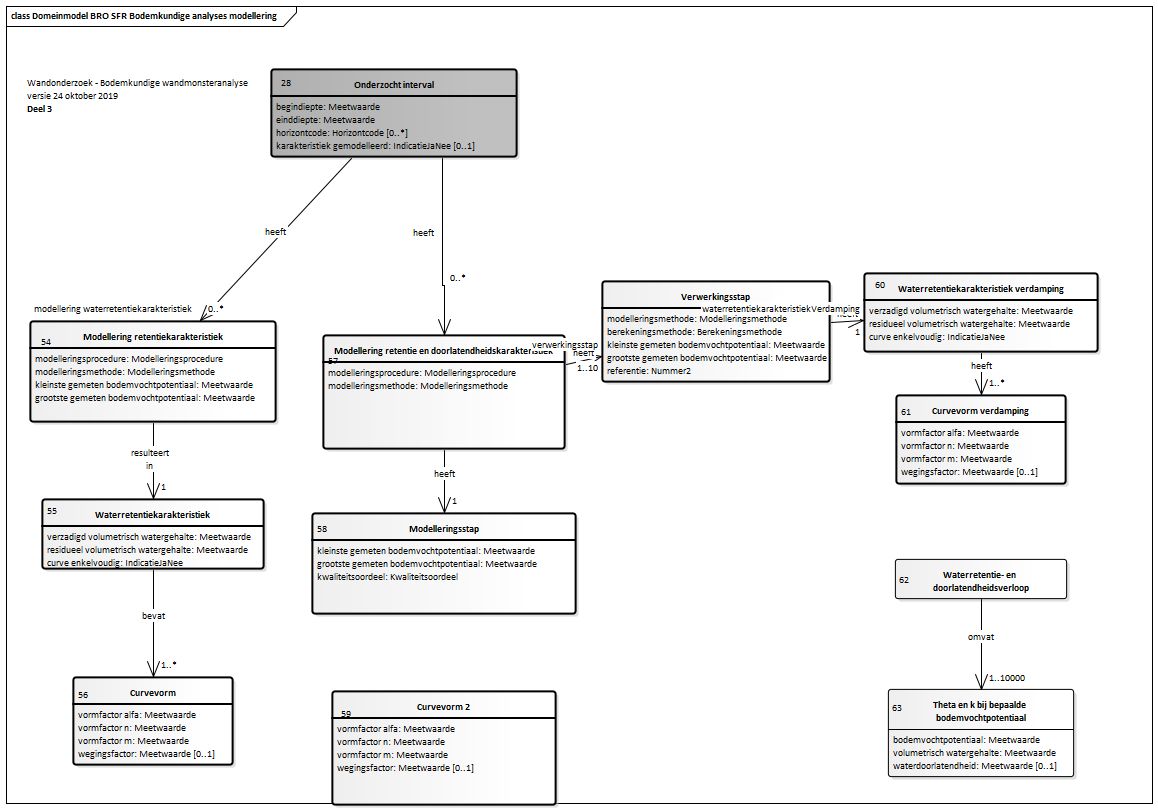 class Domeinmodel BRO SFR Bodemkundige analyses modellering
Wandonderzoek - Bodemkundige wandmonsteranalyse
versie 24 oktober 2019
Deel 3
28
Onderzocht interval
begindiepte: Meetwaarde
einddiepte: Meetwaarde
horizontcode: Horizontcode [0..*]
karakteristiek gemodelleerd: IndicatieJaNee [0..1]
heeft
heeft
0..*
modellering waterretentiekarakteristiek
0..*
54
Modellering retentiekarakteristiek
modelleringsprocedure: Modelleringsprocedure
modelleringsmethode: Modelleringsmethode
kleinste gemeten bodemvochtpotentiaal: Meetwaarde
grootste gemeten bodemvochtpotentiaal: Meetwaarde
57
Modellering retentie en doorlatendheidskarakteristiek
modelleringsprocedure: Modelleringsprocedure
modelleringsmethode: Modelleringsmethode
verwerkingsstap
heeft
1..10
Verwerkingsstap
modelleringsmethode: Modelleringsmethode
berekeningsmethode: Berekeningsmethode
kleinste gemeten bodemvochtpotentiaal: Meetwaarde
grootste gemeten bodemvochtpotentiaal: Meetwaarde
referentie: Nummer2
waterretentiekarakteristiekVerdamping
heeft
1
60
Waterretentiekarakteristiek verdamping
verzadigd volumetrisch watergehalte: Meetwaarde
residueel volumetrisch watergehalte: Meetwaarde
curve enkelvoudig: IndicatieJaNee
heeft
1..*
61
Curvevorm verdamping
vormfactor alfa: Meetwaarde
vormfactor n: Meetwaarde
vormfactor m: Meetwaarde
wegingsfactor: Meetwaarde [0..1]
resulteert
in
1
55
Waterretentiekarakteristiek
verzadigd volumetrisch watergehalte: Meetwaarde
residueel volumetrisch watergehalte: Meetwaarde
curve enkelvoudig: IndicatieJaNee
heeft
1
58
Modelleringsstap
kleinste gemeten bodemvochtpotentiaal: Meetwaarde
grootste gemeten bodemvochtpotentiaal: Meetwaarde
kwaliteitsoordeel: Kwaliteitsoordeel
62
Waterretentie- en
doorlatendheidsverloop
bevat
1..*
56
Curvevorm
vormfactor alfa: Meetwaarde
vormfactor n: Meetwaarde
vormfactor m: Meetwaarde
wegingsfactor: Meetwaarde [0..1]
59
Curvevorm 2
vormfactor alfa: Meetwaarde
vormfactor n: Meetwaarde
vormfactor m: Meetwaarde
wegingsfactor: Meetwaarde [0..1]
omvat
1..10000
63
Theta en k bij bepaalde
bodemvochtpotentiaal
bodemvochtpotentiaal: Meetwaarde
volumetrisch watergehalte: Meetwaarde
waterdoorlatendheid: Meetwaarde [0..1]